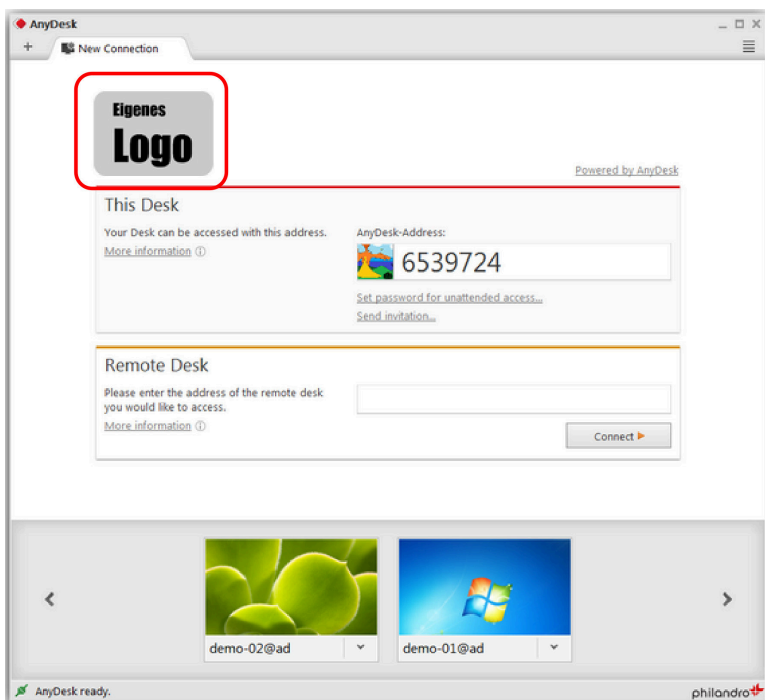 AnyDesk
New Connection
Eigenes
Logo
Powered by AnyDesk
This Desk
Your Desk can be accessed with this address.
More information
AnyDesk-Address:
6539724
Set password for unattended access...
Send invitation...
Remote Desk
Please enter the address of the remote desk
you would like to access.
More information
Connect
demo-02@ad
demo-01@ad
AnyDesk ready.
philandro